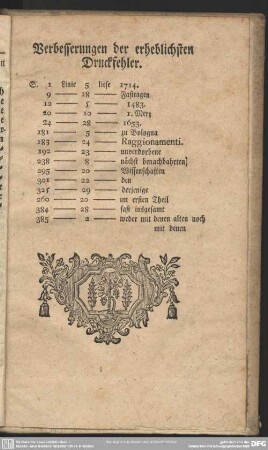 Verbesserungen der erheblichsten
Druckfehler.
S. 1 Linie 5 liese 1714.
9 — 18 — Fastnagen
12 — 5 — 1483.
20 — 10 — 1. Merz
24 — 28 — 1653.
181 — 5 — zu Bologna
183 — 24 — Raggionamenti.
192 — 23 — unverdorbene
238 — 8 — nächst benachbahrten)
295 — 20 — Wissenschaften
301 — 22 — den
325 — 29 — derjenige
260 — 20 — im ersten Theil
384 — 28 — fast insgesamt
385 — 2 — weder mit denen alten noch
mit denen
DFG